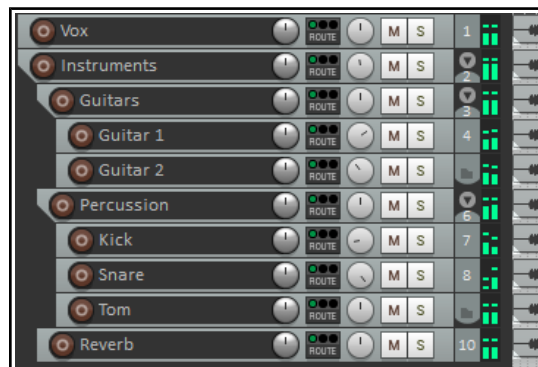 Vox ROUTE M S 1
Instruments ROUTE M S 2
Guitars ROUTE M S 3
Guitar 1 ROUTE M S 4
Guitar 2 ROUTE M S
Percussion ROUTE M S 6
Kick ROUTE M S 7
Snare ROUTE M S 8
Tom ROUTE M S
Reverb ROUTE M S 10